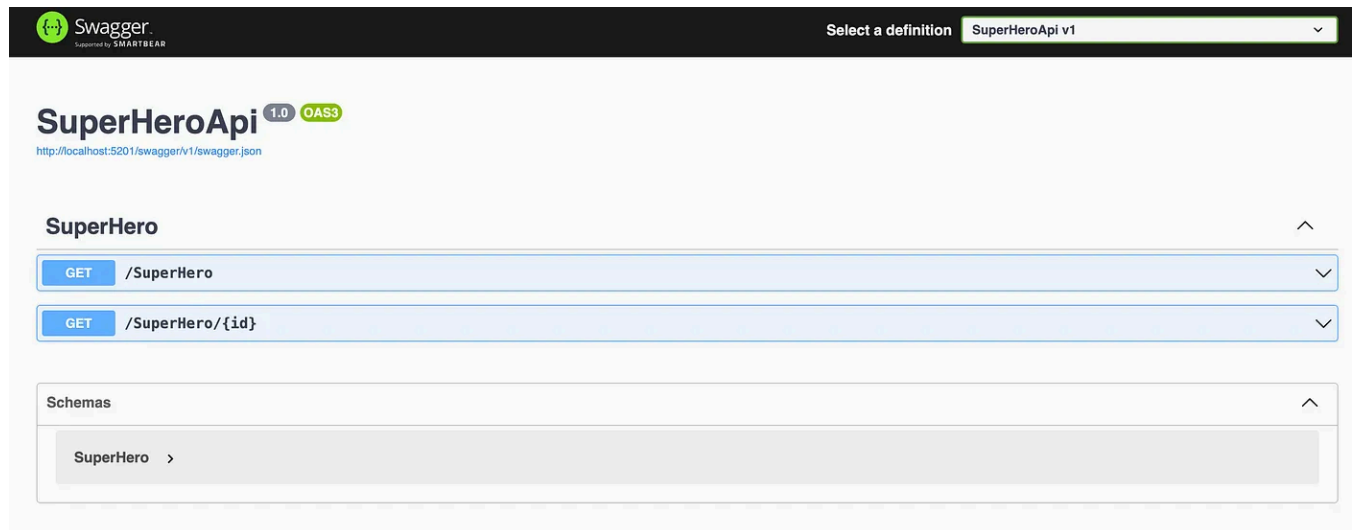 Swagger.
Supported by SMARTBEAR
Select a definition
SuperHeroApi v1
SuperHeroApi 1.0 OAS3
http://localhost:5201/swagger/v1/swagger.json
SuperHero
GET /SuperHero
GET /SuperHero/{id}
Schemas
SuperHero